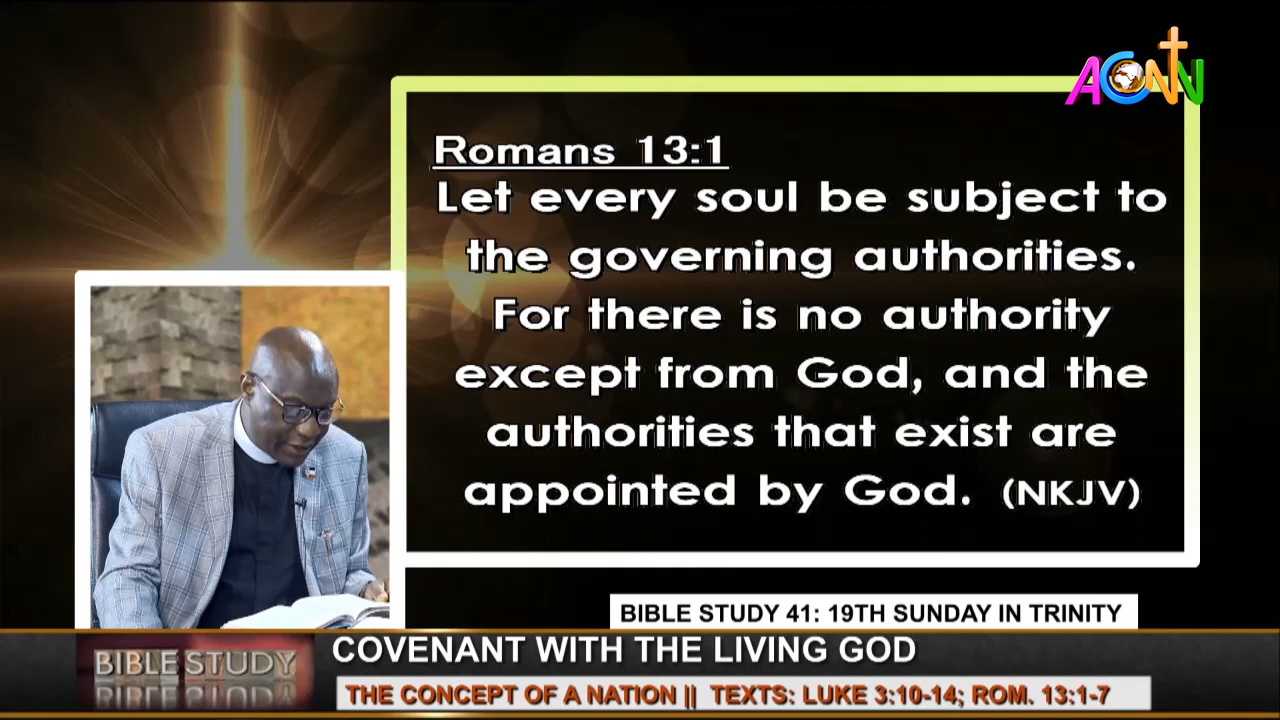 ACNN
Romans 13:1
Let every soul be subject to
the governing authorities.
For there is no authority
except from God, and the
authorities that exist are
appointed by God. (NKJV)
BIBLE STUDY 41: 19TH SUNDAY IN TRINITY
BIBLE STUDY
COVENANT WITH THE LIVING GOD
THE CONCEPT OF A NATION || TEXTS: LUKE 3:10-14; ROM. 13:1-7